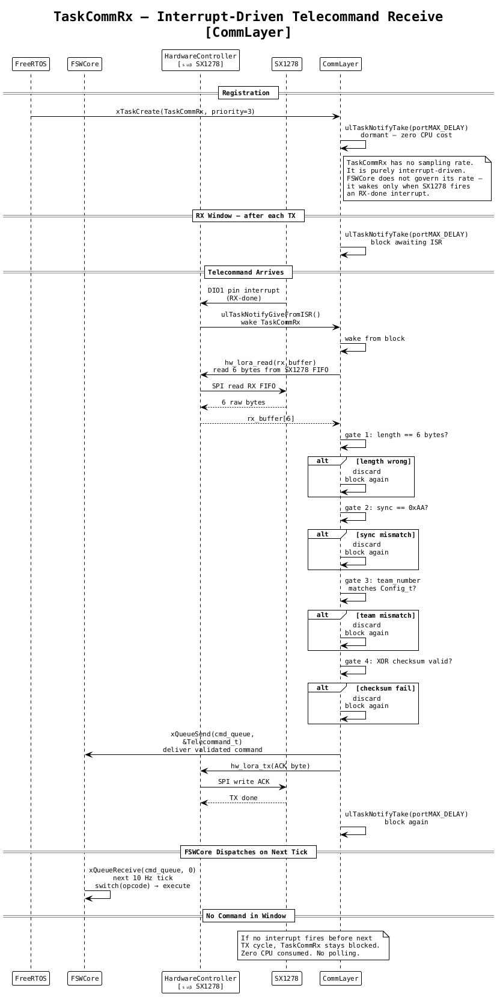 TaskCommRx — Interrupt-Driven Telecommand Receive
[CommLayer]
FreeRTOS
FSWCore
HardwareController
[ₛᵤᵦ SX1278]
SX1278
CommLayer
Registration
xTaskCreate(TaskCommRx, priority=3)
ulTaskNotifyTake(portMAX_DELAY)
dormant — zero CPU cost
TaskCommRx has no sampling rate.
It is purely interrupt-driven.
FSWCore does not govern its rate —
it wakes only when SX1278 fires
an RX-done interrupt.
RX Window — after each TX
ulTaskNotifyTake(portMAX_DELAY)
block awaiting ISR
Telecommand Arrives
DIO1 pin interrupt
(RX-done)
ulTaskNotifyGiveFromISR()
wake TaskCommRx
wake from block
hw_lora_read(rx_buffer)
read 6 bytes from SX1278 FIFO
SPI read RX FIFO
6 raw bytes
rx_buffer[6]
gate 1: length == 6 bytes?
alt [length wrong]
discard
block again
gate 2: sync == 0xAA?
alt [sync mismatch]
discard
block again
gate 3: team_number
matches Config_t?
alt [team mismatch]
discard
block again
gate 4: XOR checksum valid?
alt [checksum fail]
discard
block again
xQueueSend(cmd_queue,
&Telecommand_t)
deliver validated command
hw_lora_tx(ACK byte)
SPI write ACK
TX done
ulTaskNotifyTake(portMAX_DELAY)
block again
FSWCore Dispatches on Next Tick
xQueueReceive(cmd_queue, 0)
next 10 Hz tick
switch(opcode) → execute
No Command in Window
If no interrupt fires before next
TX cycle, TaskCommRx stays blocked.
Zero CPU consumed. No polling.
FreeRTOS
FSWCore
HardwareController
[ₛᵤᵦ SX1278]
SX1278
CommLayer